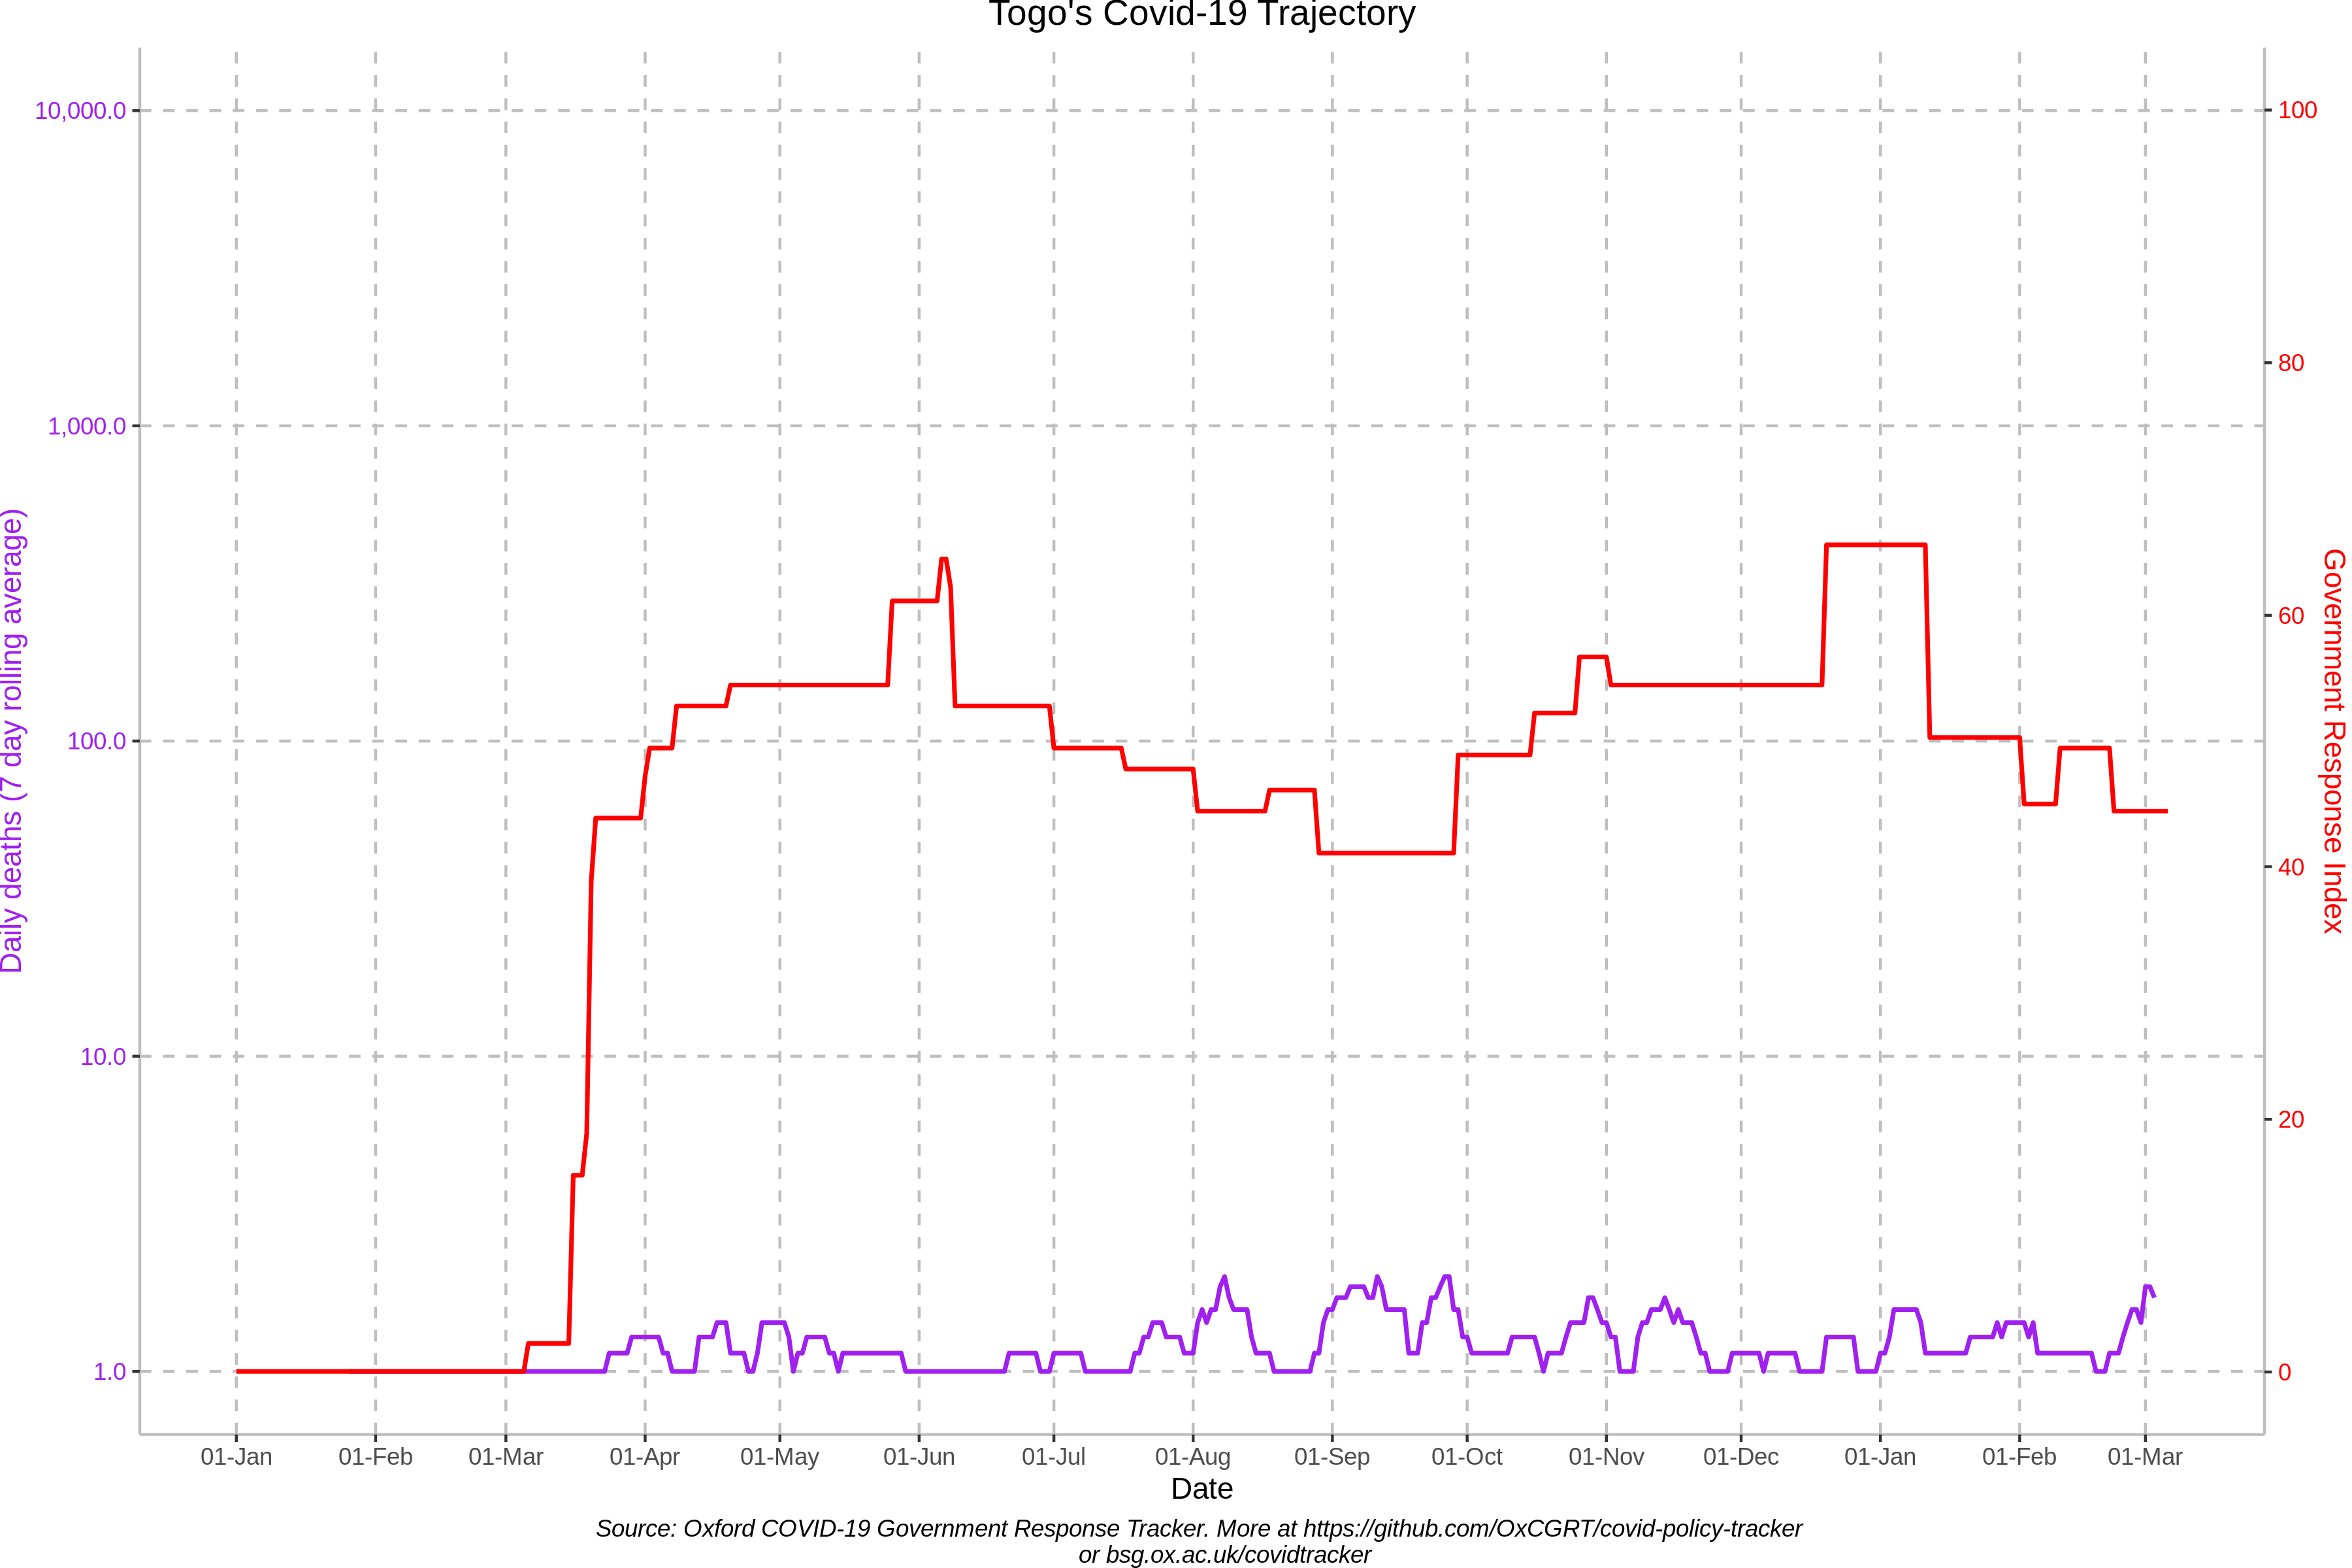 Togo's Covid-19 Trajectory
10,000.0
1,000.0
100.0
10.0
1.0
Daily deaths (7 day rolling average)
100
80
60
40
20
0
Government Response Index
01-Jan 01-Feb 01-Mar 01-Apr 01-May 01-Jun 01-Jul 01-Aug 01-Sep 01-Oct 01-Nov 01-Dec 01-Jan 01-Feb 01-Mar
Date
Source: Oxford COVID-19 Government Response Tracker. More at https://github.com/OxCGRT/covid-policy-tracker
or bsg.ox.ac.uk/covidtracker